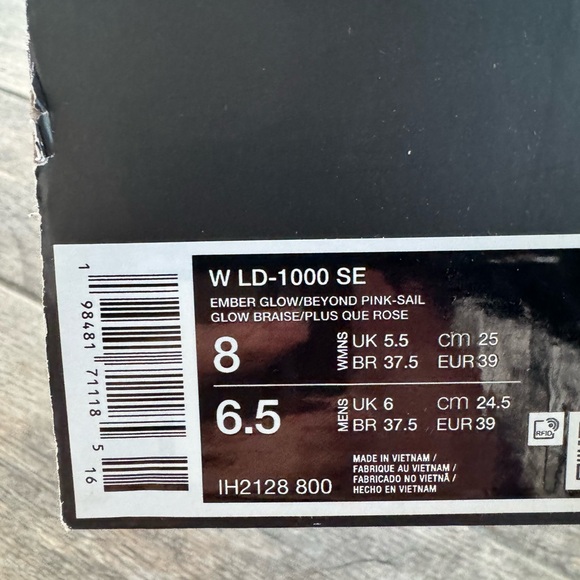 W LD-1000 SE
EMBER GLOW/BEYOND PINK-SAIL
GLOW BRAISE/PLUS QUE ROSE
8 WMNS UK 5.5 cm 25
BR 37.5 EUR 39
6.5 MENS UK 6 cm 24.5
BR 37.5 EUR 39
RFID
MADE IN VIETNAM /
FABRIQUE AU VIETNAM /
FABRICADO NO VIETNÃ /
HECHO EN VIETNAM
IH2128 800
1 98481 71118 5 16